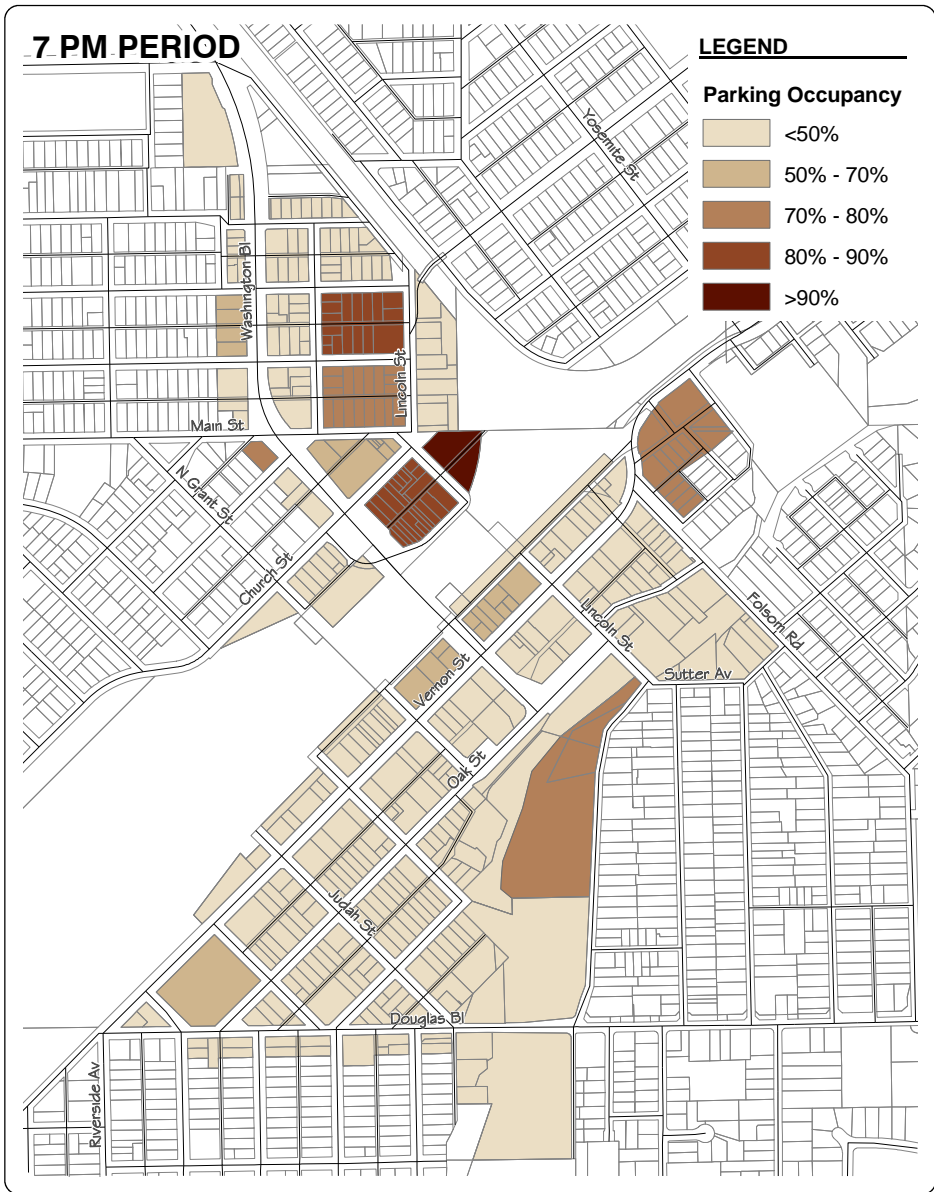 7 PM PERIOD
LEGEND
Parking Occupancy
<50%
50% - 70%
70% - 80%
80% - 90%
>90%
Yosemite St
Washington Bl
Lincoln St
Main St
N Grant St
Church St
Lincoln St
Folsom Rd
Vernon St
Sutter Av
Oak St
Judah St
Douglas Bl
Riverside Av